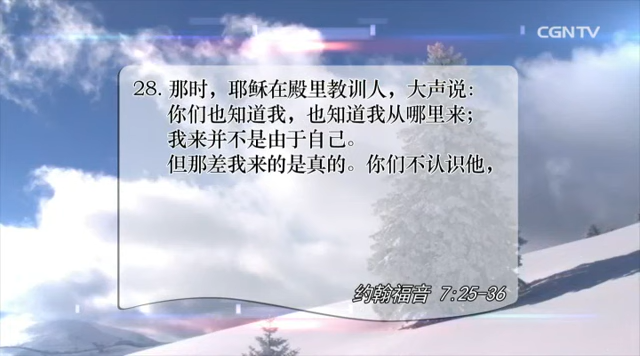 CGNTV
28. 那时，耶稣在殿里教训人，大声说：
你们也知道我，也知道我从哪里来；
我来并不是由于自己。
但那差我来的是真的。你们不认识他，
约翰福音 7:25-36